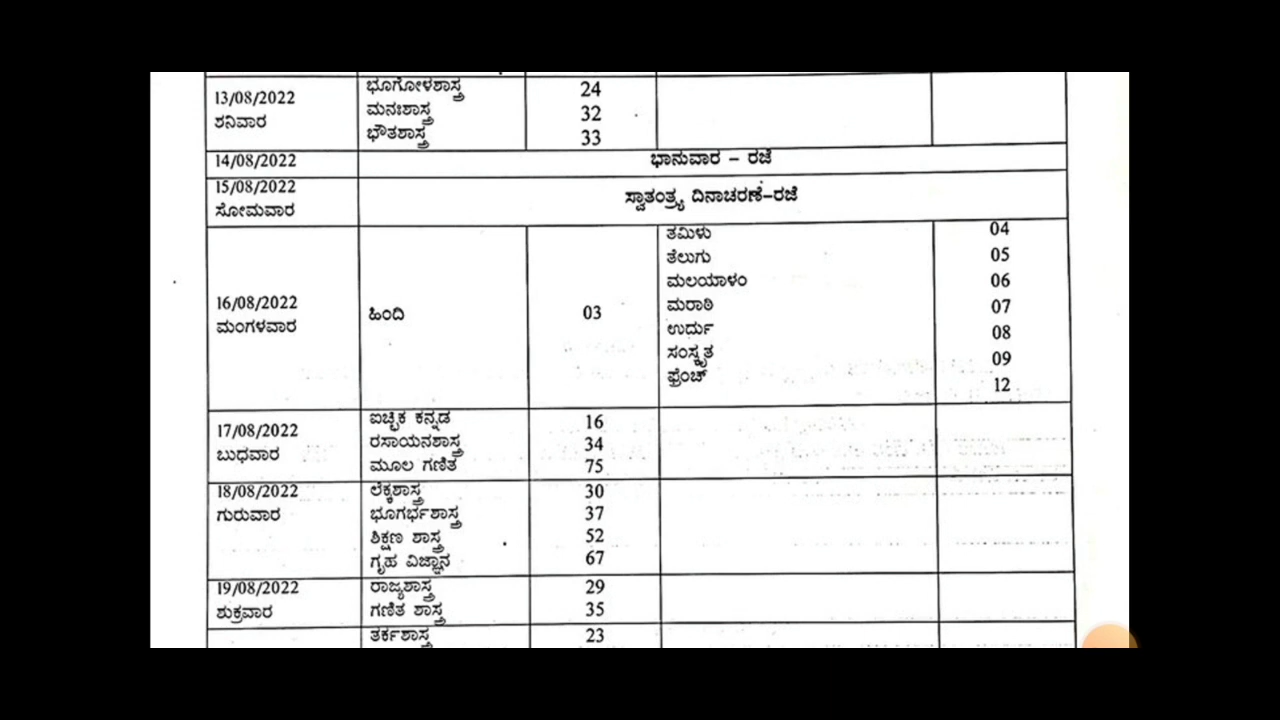 13/08/2022
ಶನಿವಾರ
ಭೂಗೋಳಶಾಸ್ತ್ರ 24
ಮನಃಶಾಸ್ತ್ರ 32
ಭೌತಶಾಸ್ತ್ರ 33
14/08/2022 ಭಾನುವಾರ – ರಜೆ
15/08/2022
ಸೋಮವಾರ
ಸ್ವಾತಂತ್ರ್ಯ ದಿನಾಚರಣೆ–ರಜೆ
16/08/2022
ಮಂಗಳವಾರ
ಹಿಂದಿ 03
ತಮಿಳು 04
ತೆಲುಗು 05
ಮಲಯಾಳಂ 06
ಮರಾಠಿ 07
ಉರ್ದು 08
ಸಂಸ್ಕೃತ 09
ಫ್ರೆಂಚ್ 12
17/08/2022
ಬುಧವಾರ
ಐಚ್ಛಿಕ ಕನ್ನಡ 16
ರಸಾಯನಶಾಸ್ತ್ರ 34
ಮೂಲ ಗಣಿತ 75
18/08/2022
ಗುರುವಾರ
ಲೆಕ್ಕಶಾಸ್ತ್ರ 30
ಭೂಗರ್ಭಶಾಸ್ತ್ರ 37
ಶಿಕ್ಷಣ ಶಾಸ್ತ್ರ 52
ಗೃಹ ವಿಜ್ಞಾನ 67
19/08/2022
ಶುಕ್ರವಾರ
ರಾಜ್ಯಶಾಸ್ತ್ರ 29
ಗಣಿತ ಶಾಸ್ತ್ರ 35
ತರ್ಕಶಾಸ್ತ್ರ 23